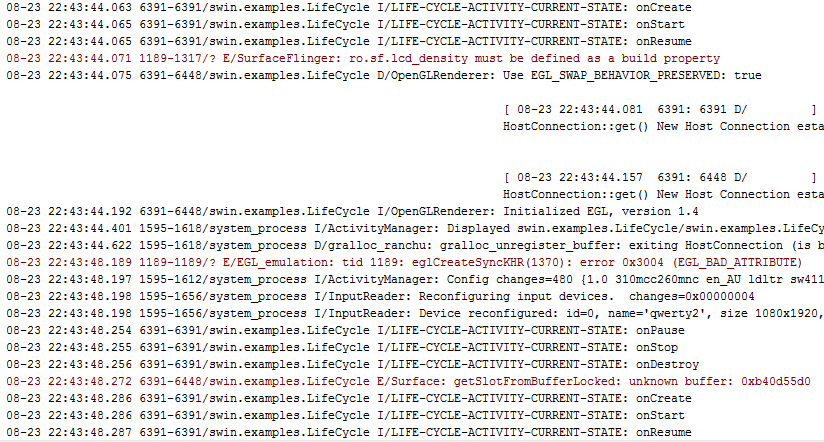 08-23 22:43:44.063 6391-6391/swin.examples.LifeCycle I/LIFE-CYCLE-ACTIVITY-CURRENT-STATE: onCreate
08-23 22:43:44.065 6391-6391/swin.examples.LifeCycle I/LIFE-CYCLE-ACTIVITY-CURRENT-STATE: onStart
08-23 22:43:44.065 6391-6391/swin.examples.LifeCycle I/LIFE-CYCLE-ACTIVITY-CURRENT-STATE: onResume
08-23 22:43:44.071 1189-1317/? E/SurfaceFlinger: ro.sf.lcd_density must be defined as a build property
08-23 22:43:44.075 6391-6448/swin.examples.LifeCycle D/OpenGLRenderer: Use EGL_SWAP_BEHAVIOR_PRESERVED: true
[ 08-23 22:43:44.081  6391: 6391 D/         ]
HostConnection::get() New Host Connection esta
[ 08-23 22:43:44.157  6391: 6448 D/         ]
HostConnection::get() New Host Connection esta
08-23 22:43:44.192 6391-6448/swin.examples.LifeCycle I/OpenGLRenderer: Initialized EGL, version 1.4
08-23 22:43:44.401 1595-1618/system_process I/ActivityManager: Displayed swin.examples.LifeCycle/swin.examples.LifeCy
08-23 22:43:44.622 1595-1618/system_process D/gralloc_ranchu: gralloc_unregister_buffer: exiting HostConnection (is b
08-23 22:43:48.189 1189-1189/? E/EGL_emulation: tid 1189: eglCreateSyncKHR(1370): error 0x3004 (EGL_BAD_ATTRIBUTE)
08-23 22:43:48.197 1595-1612/system_process I/ActivityManager: Config changes=480 {1.0 310mcc260mnc en_AU ldltr sw411
08-23 22:43:48.198 1595-1656/system_process I/InputReader: Reconfiguring input devices.  changes=0x00000004
08-23 22:43:48.198 1595-1656/system_process I/InputReader: Device reconfigured: id=0, name='qwerty2', size 1080x1920,
08-23 22:43:48.254 6391-6391/swin.examples.LifeCycle I/LIFE-CYCLE-ACTIVITY-CURRENT-STATE: onPause
08-23 22:43:48.255 6391-6391/swin.examples.LifeCycle I/LIFE-CYCLE-ACTIVITY-CURRENT-STATE: onStop
08-23 22:43:48.256 6391-6391/swin.examples.LifeCycle I/LIFE-CYCLE-ACTIVITY-CURRENT-STATE: onDestroy
08-23 22:43:48.272 6391-6448/swin.examples.LifeCycle E/Surface: getSlotFromBufferLocked: unknown buffer: 0xb40d55d0
08-23 22:43:48.286 6391-6391/swin.examples.LifeCycle I/LIFE-CYCLE-ACTIVITY-CURRENT-STATE: onCreate
08-23 22:43:48.286 6391-6391/swin.examples.LifeCycle I/LIFE-CYCLE-ACTIVITY-CURRENT-STATE: onStart
08-23 22:43:48.287 6391-6391/swin.examples.LifeCycle I/LIFE-CYCLE-ACTIVITY-CURRENT-STATE: onResume